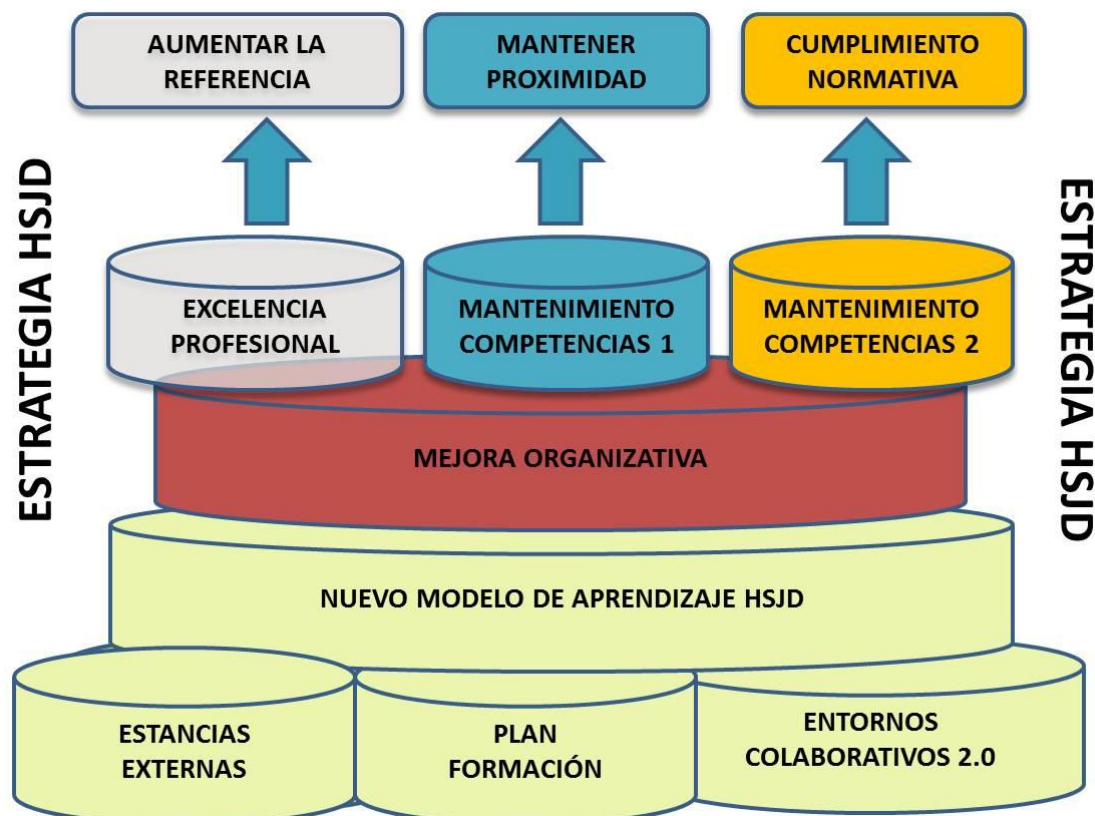 AUMENTAR LA
REFERENCIA
MANTENER
PROXIMIDAD
CUMPLIMIENTO
NORMATIVA
ESTRATEGIA HSJD
ESTRATEGIA HSJD
EXCELENCIA
PROFESIONAL
MANTENIMIENTO
COMPETENCIAS 1
MANTENIMIENTO
COMPETENCIAS 2
MEJORA ORGANIZATIVA
NUEVO MODELO DE APRENDIZAJE HSJD
ESTANCIAS
EXTERNAS
PLAN
FORMACIÓN
ENTORNOS
COLABORATIVOS 2.0